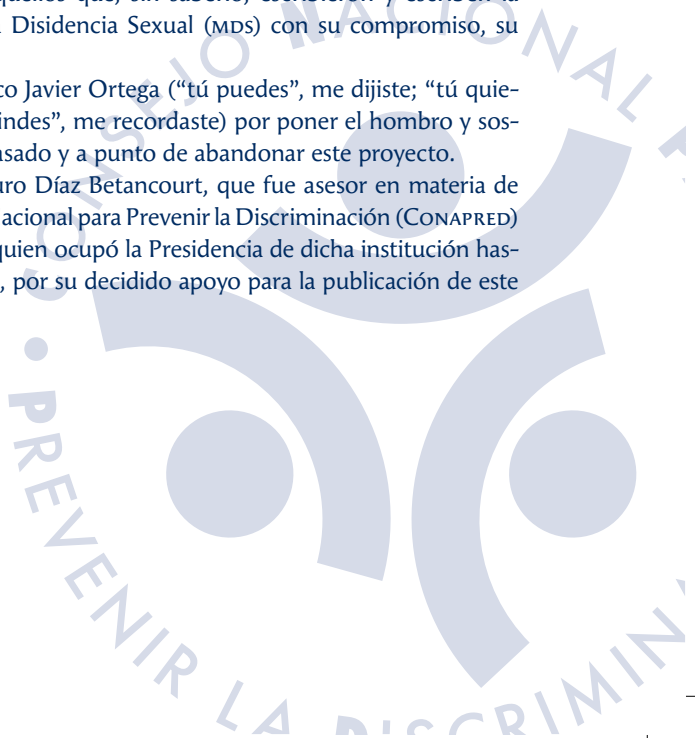 Disidencia Sexual (MDS) con su compromiso, su
co Javier Ortega (“tú puedes”, me dijiste; “tú quie-
indes”, me recordaste) por poner el hombro y sos-
asado y a punto de abandonar este proyecto.
uro Díaz Betancourt, que fue asesor en materia de
acional para Prevenir la Discriminación (CONAPRED)
quien ocupó la Presidencia de dicha institución has-
, por su decidido apoyo para la publicación de este
CONSEJO NACIONAL P
• PREVENIR LA DISCRIMIN